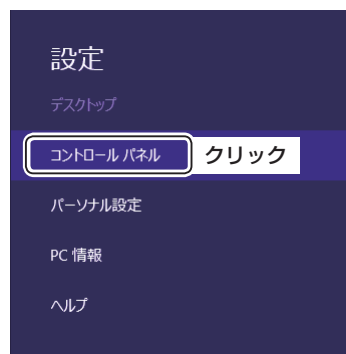 設定
デスクトップ
コントロール パネル クリック
パーソナル設定
PC 情報
ヘルプ